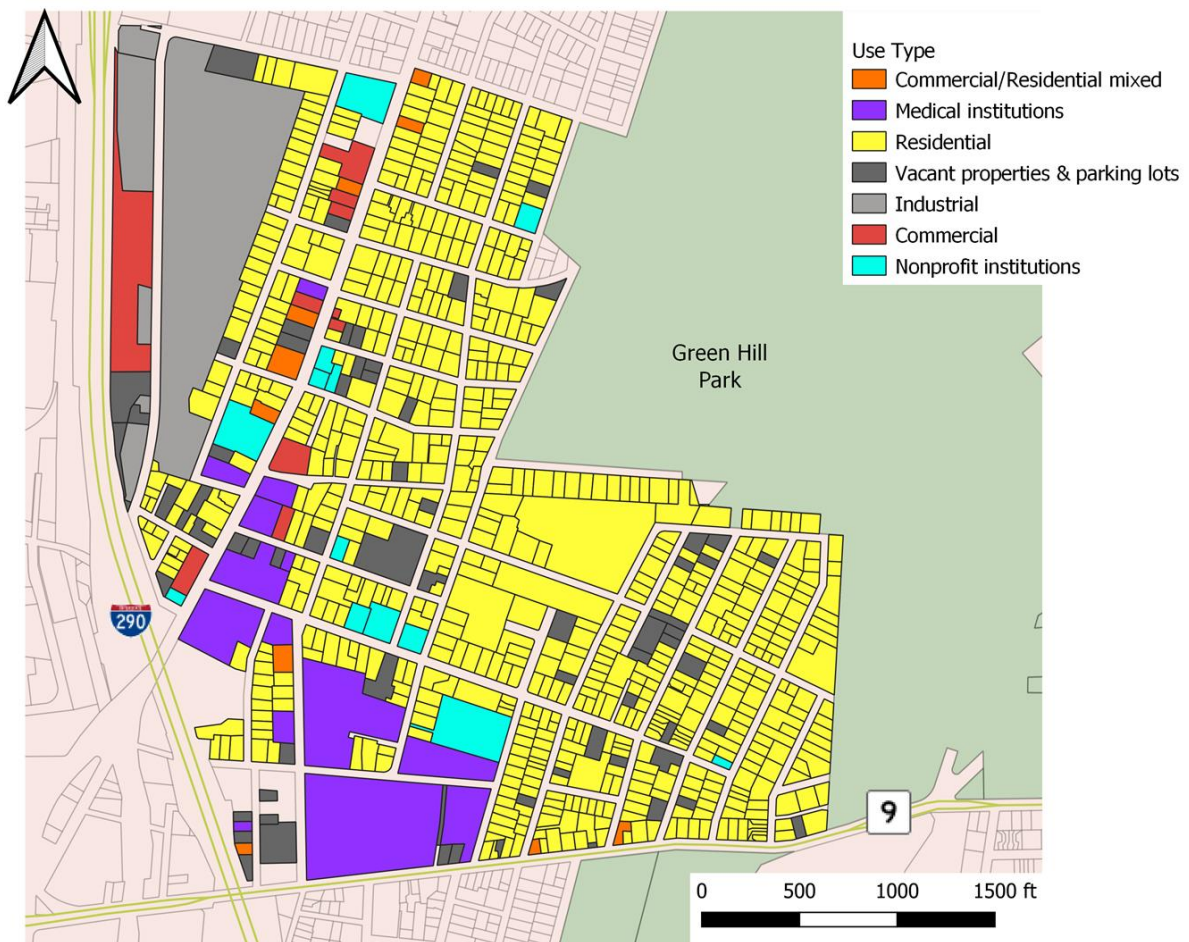 Use Type
Commercial/Residential mixed
Medical institutions
Residential
Vacant properties & parking lots
Industrial
Commercial
Nonprofit institutions
Green Hill
Park
290
9
0 500 1000 1500 ft